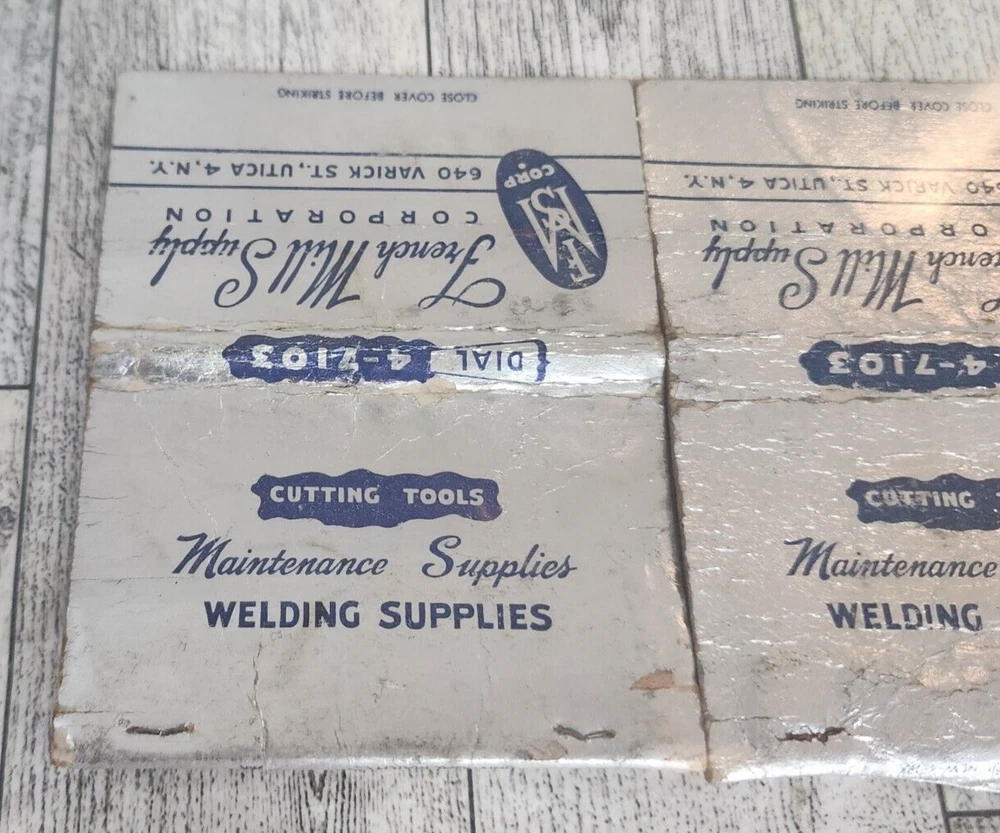 CLOSE COVER BEFORE STRIKING
640 VARICK ST., UTICA 4, N.Y.
French Mill Supply
CORPORATION
CORP
DIAL 4-7103
CUTTING TOOLS
Maintenance Supplies
WELDING SUPPLIES
CLOSE COVER BEFORE STRIKING
640 VARICK ST., UTICA 4, N.Y.
Mill Supply
4-7103
CUTTING
Maintenance
WELDING